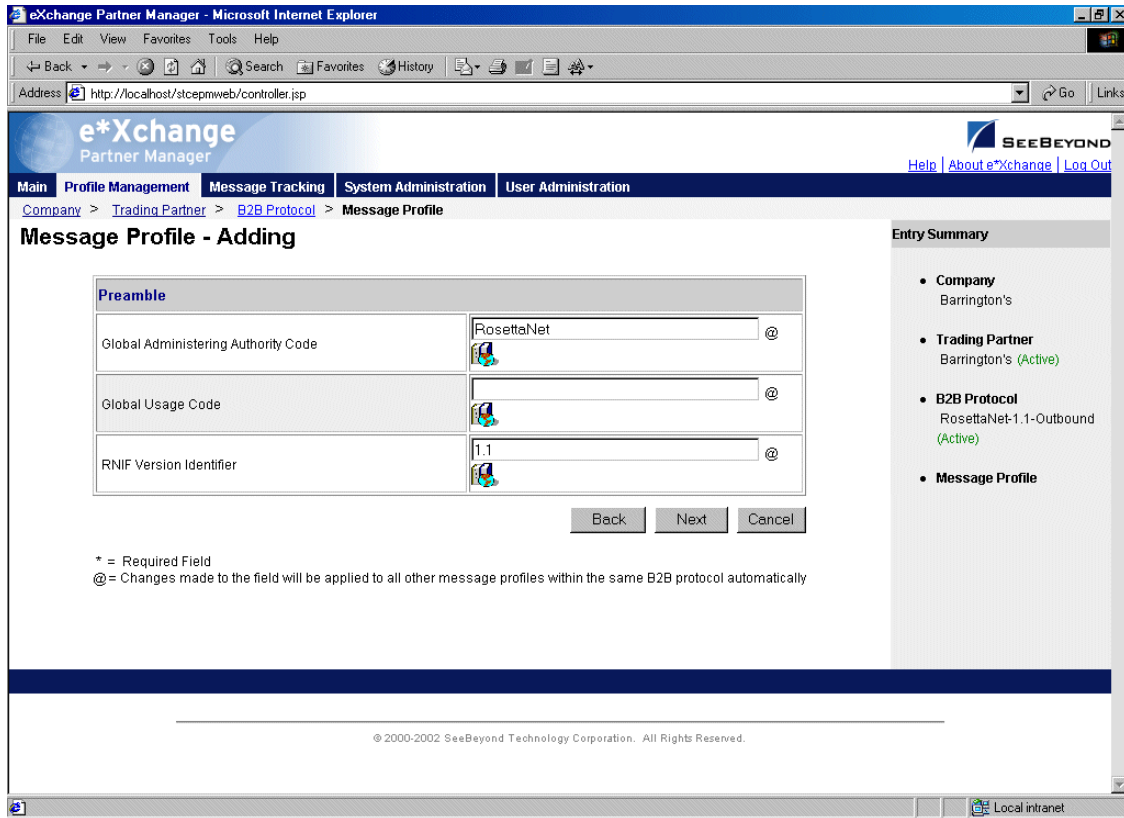 eXchange Partner Manager - Microsoft Internet Explorer
File Edit View Favorites Tools Help
Back Search Favorites History
Address http://localhost/stcepmweb/controller.jsp Go Links
e*Xchange
Partner Manager
SEEBEYOND
Help | About e*Xchange | Log Out
Main Profile Management Message Tracking System Administration User Administration
Company > Trading Partner > B2B Protocol > Message Profile
Message Profile - Adding
Preamble
Global Administering Authority Code RosettaNet @
Global Usage Code @
RNIF Version Identifier 1.1 @
Back Next Cancel
* = Required Field
@ = Changes made to the field will be applied to all other message profiles within the same B2B protocol automatically
Entry Summary
• Company
Barrington's
• Trading Partner
Barrington's (Active)
• B2B Protocol
RosettaNet-1.1-Outbound
(Active)
• Message Profile
© 2000-2002 SeeBeyond Technology Corporation. All Rights Reserved.
Local intranet